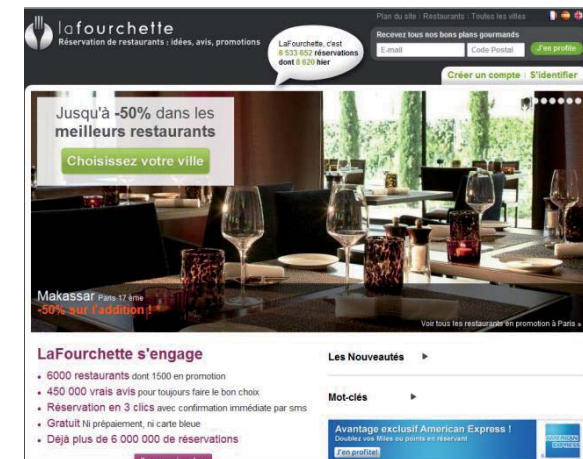 Plan du site | Restaurants : Toutes les villes
lafourchette
Réservation de restaurants : idées, avis, promotions
LaFourchette, c'est
6 533 652 réservations
dont 8 620 hier
Recevez tous nos bons plans gourmands
E-mail
Code Postal
J'en profite
Créer un compte | S'identifier
Jusqu'à -50% dans les
meilleurs restaurants
Choisissez votre ville
Makassar Paris 17 ème
-50% sur l'addition !
Voir tous les restaurants en promotion à Paris »
LaFourchette s'engage
• 6000 restaurants dont 1500 en promotion
• 450 000 vrais avis pour toujours faire le bon choix
• Réservation en 3 clics avec confirmation immédiate par sms
• Gratuit Ni prépaiement, ni carte bleue
• Déjà plus de 6 000 000 de réservations
Les Nouveautés
Mot-clés
Avantage exclusif American Express !
Doublez vos Miles ou points en réservant
J'en profite!
AMERICAN
EXPRESS